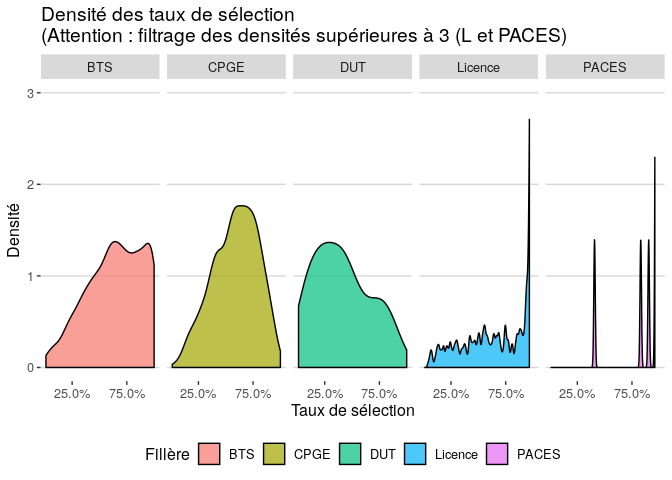 Densité des taux de sélection
(Attention : filtrage des densités supérieures à 3 (L et PACES)
BTS CPGE DUT Licence PACES
3
2
1
0
Densité
25.0% 75.0% 25.0% 75.0% 25.0% 75.0% 25.0% 75.0% 25.0% 75.0%
Taux de sélection
Fillère BTS CPGE DUT Licence PACES